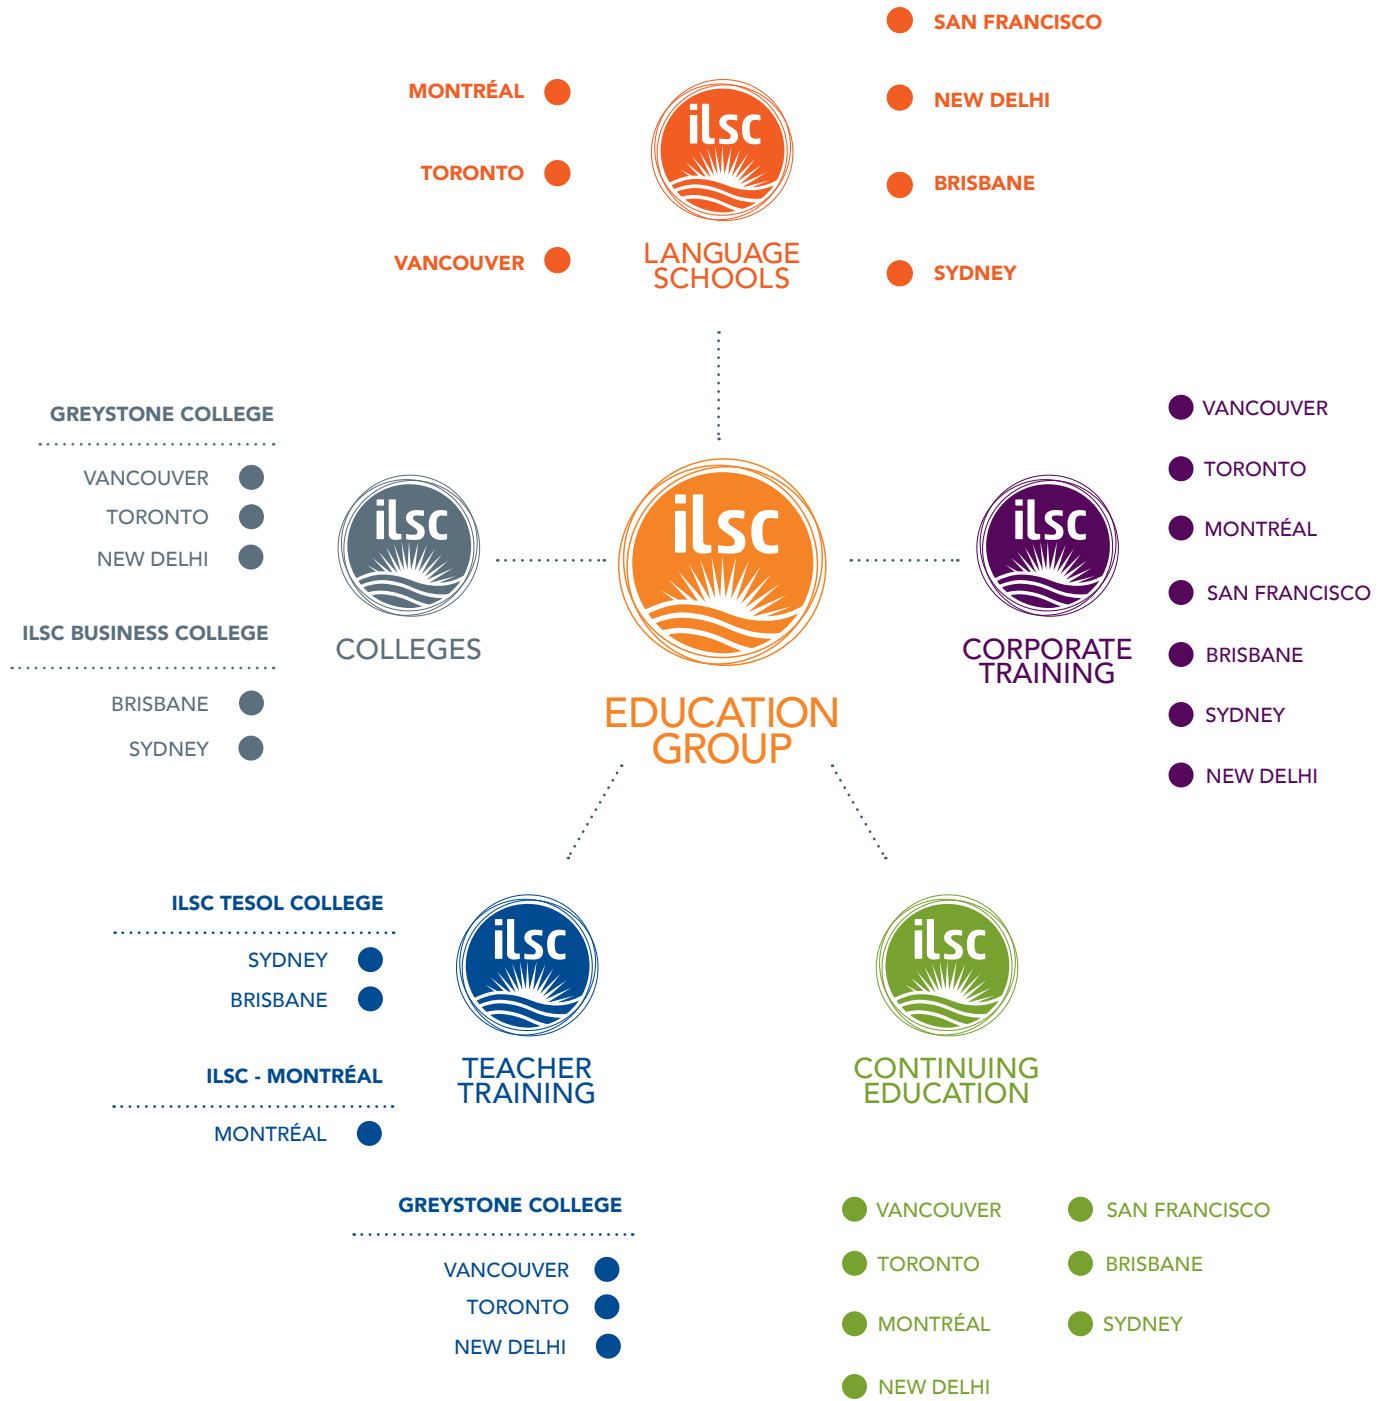 MONTRÉAL
TORONTO
VANCOUVER
ilsc
LANGUAGE
SCHOOLS
SAN FRANCISCO
NEW DELHI
BRISBANE
SYDNEY
GREYSTONE COLLEGE
VANCOUVER
TORONTO
NEW DELHI
ILSC BUSINESS COLLEGE
BRISBANE
SYDNEY
ilsc
COLLEGES
ilsc
EDUCATION
GROUP
ilsc
CORPORATE
TRAINING
VANCOUVER
TORONTO
MONTRÉAL
SAN FRANCISCO
BRISBANE
SYDNEY
NEW DELHI
ILSC TESOL COLLEGE
SYDNEY
BRISBANE
ILSC - MONTRÉAL
MONTRÉAL
ilsc
TEACHER
TRAINING
GREYSTONE COLLEGE
VANCOUVER
TORONTO
NEW DELHI
ilsc
CONTINUING
EDUCATION
VANCOUVER
TORONTO
MONTRÉAL
NEW DELHI
SAN FRANCISCO
BRISBANE
SYDNEY